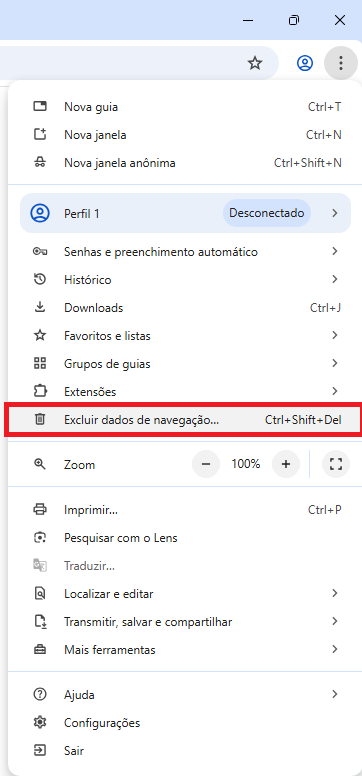 Nova guia Ctrl+T
Nova janela Ctrl+N
Nova janela anônima Ctrl+Shift+N
Perfil 1 Desconectado
Senhas e preenchimento automático
Histórico
Downloads Ctrl+J
Favoritos e listas
Grupos de guias
Extensões
Excluir dados de navegação... Ctrl+Shift+Del
Zoom − 100% +
Imprimir... Ctrl+P
Pesquisar com o Lens
Traduzir...
Localizar e editar
Transmitir, salvar e compartilhar
Mais ferramentas
Ajuda
Configurações
Sair